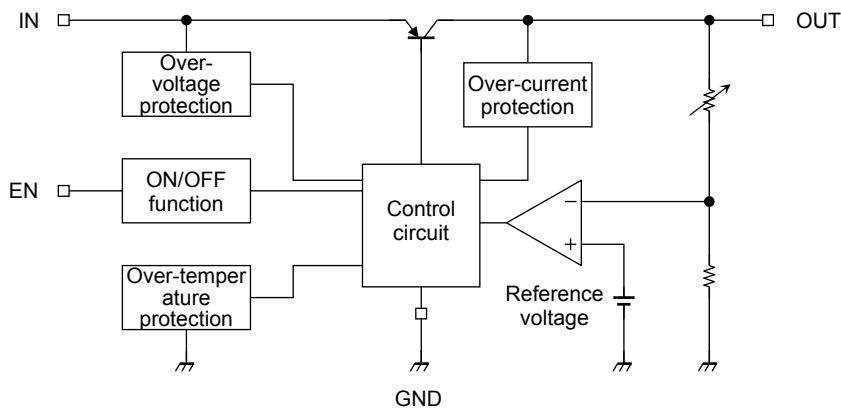 IN
OUT
Over-
voltage
protection
Over-current
protection
EN
ON/OFF
function
Control
circuit
−
+
Over-temper
ature
protection
Reference
voltage
GND